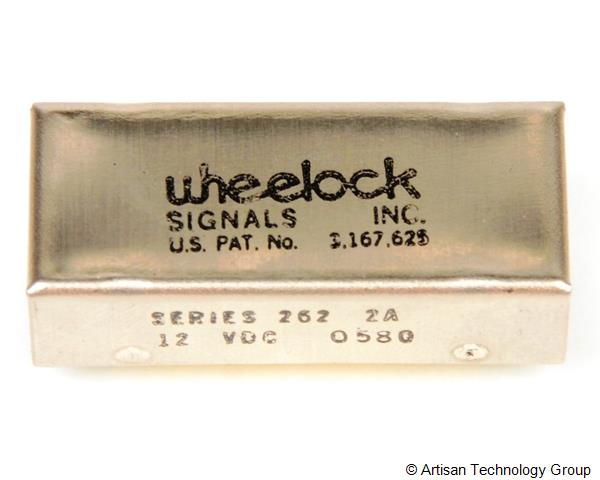 wheelock
SIGNALS INC.
U.S. PAT. No. 3,167,625
SERIES 262 2A
12 VDC 0580
© Artisan Technology Group